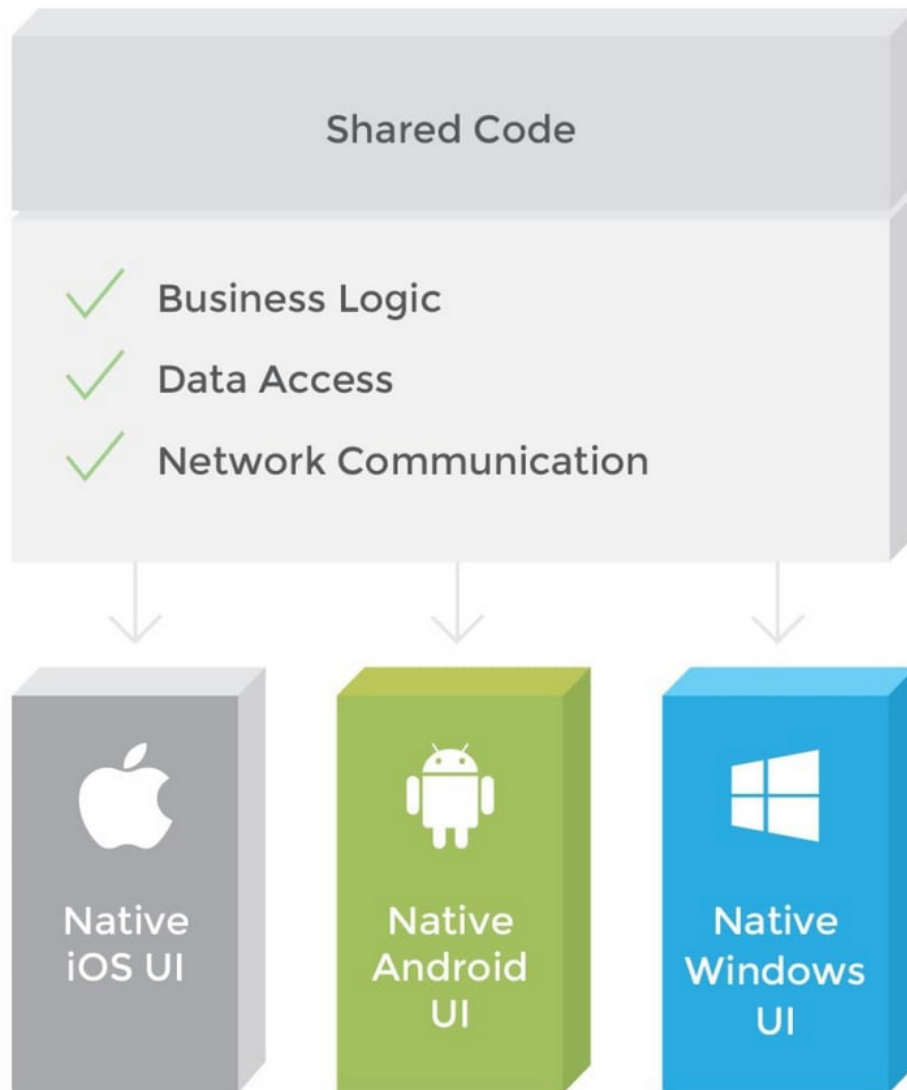 Shared Code
Business Logic
Data Access
Network Communication
Native
iOS UI
Native
Android
UI
Native
Windows
UI